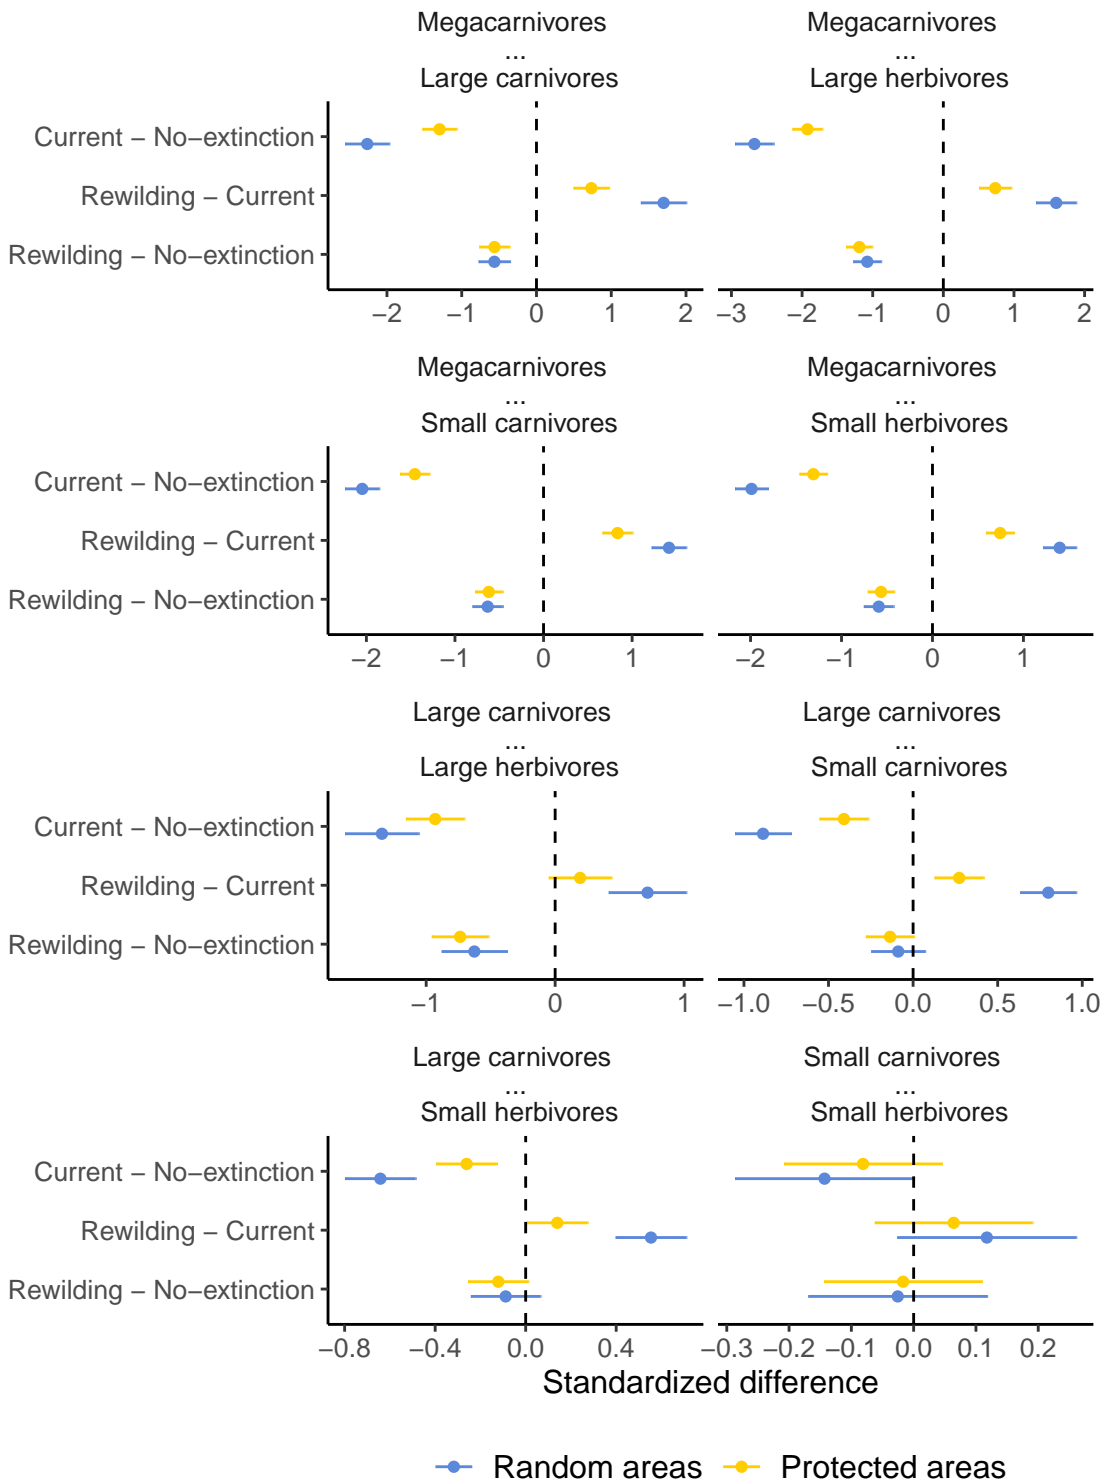 Megacarnivores
...
Large carnivores
Megacarnivores
...
Large herbivores
Current − No−extinction
Rewilding − Current
Rewilding − No−extinction
−2 −1 0 1 2
−3 −2 −1 0 1 2
Megacarnivores
...
Small carnivores
Megacarnivores
...
Small herbivores
Current − No−extinction
Rewilding − Current
Rewilding − No−extinction
−2 −1 0 1
−2 −1 0 1
Large carnivores
...
Large herbivores
Large carnivores
...
Small carnivores
Current − No−extinction
Rewilding − Current
Rewilding − No−extinction
−1 0 1
−1.0 −0.5 0.0 0.5 1.0
Large carnivores
...
Small herbivores
Small carnivores
...
Small herbivores
Current − No−extinction
Rewilding − Current
Rewilding − No−extinction
−0.8 −0.4 0.0 0.4
−0.3 −0.2 −0.1 0.0 0.1 0.2
Standardized difference
Random areas Protected areas